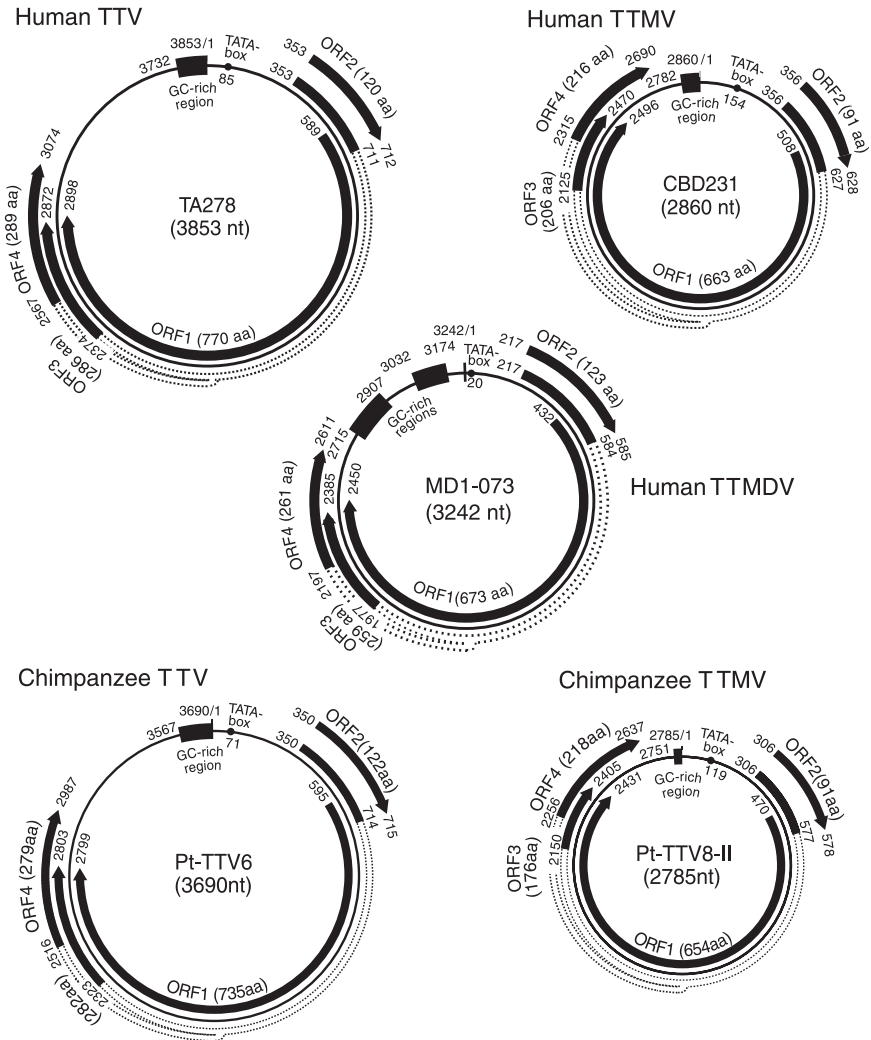 Human TTV
3853/1
TATA-
box
3732
85
GC-rich
region
353
353
ORF2 (120 aa)
589
711
712
3074
2872
2898
ORF4 (289 aa)
2567
2374
ORF3
(286 aa)
TA278
(3853 nt)
ORF1 (770 aa)
Human TTMV
2860/1
TATA-
box
2690
2782
154
GC-rich
region
ORF4 (216 aa)
2470
2496
2315
2125
ORF3
(206 aa)
356
356
ORF2 (91 aa)
508
627
628
CBD231
(2860 nt)
ORF1 (663 aa)
3242/1
TATA-
box
3174
3032
2907
20
GC-rich
regions
217
217
ORF2 (123 aa)
432
584
585
2715
2611
2385
2450
ORF4 (261 aa)
2197
1977
ORF3
(259 aa)
MD1-073
(3242 nt)
ORF1(673 aa)
Human TTMDV
Chimpanzee TTV
3690/1
TATA-
box
3567
71
GC-rich
region
350
350
ORF2(122aa)
595
714
715
2987
2803
2799
ORF4 (279aa)
2516
2323
(282aa)
Pt-TTV6
(3690nt)
ORF1 (735aa)
Chimpanzee TTMV
2785/1
TATA-
box
2637
2751
119
GC-rich
region
ORF4 (218aa)
2405
2431
2256
2150
ORF3
(176aa)
306
306
ORF2(91aa)
470
577
578
Pt-TTV8-II
(2785nt)
ORF1 (654aa)